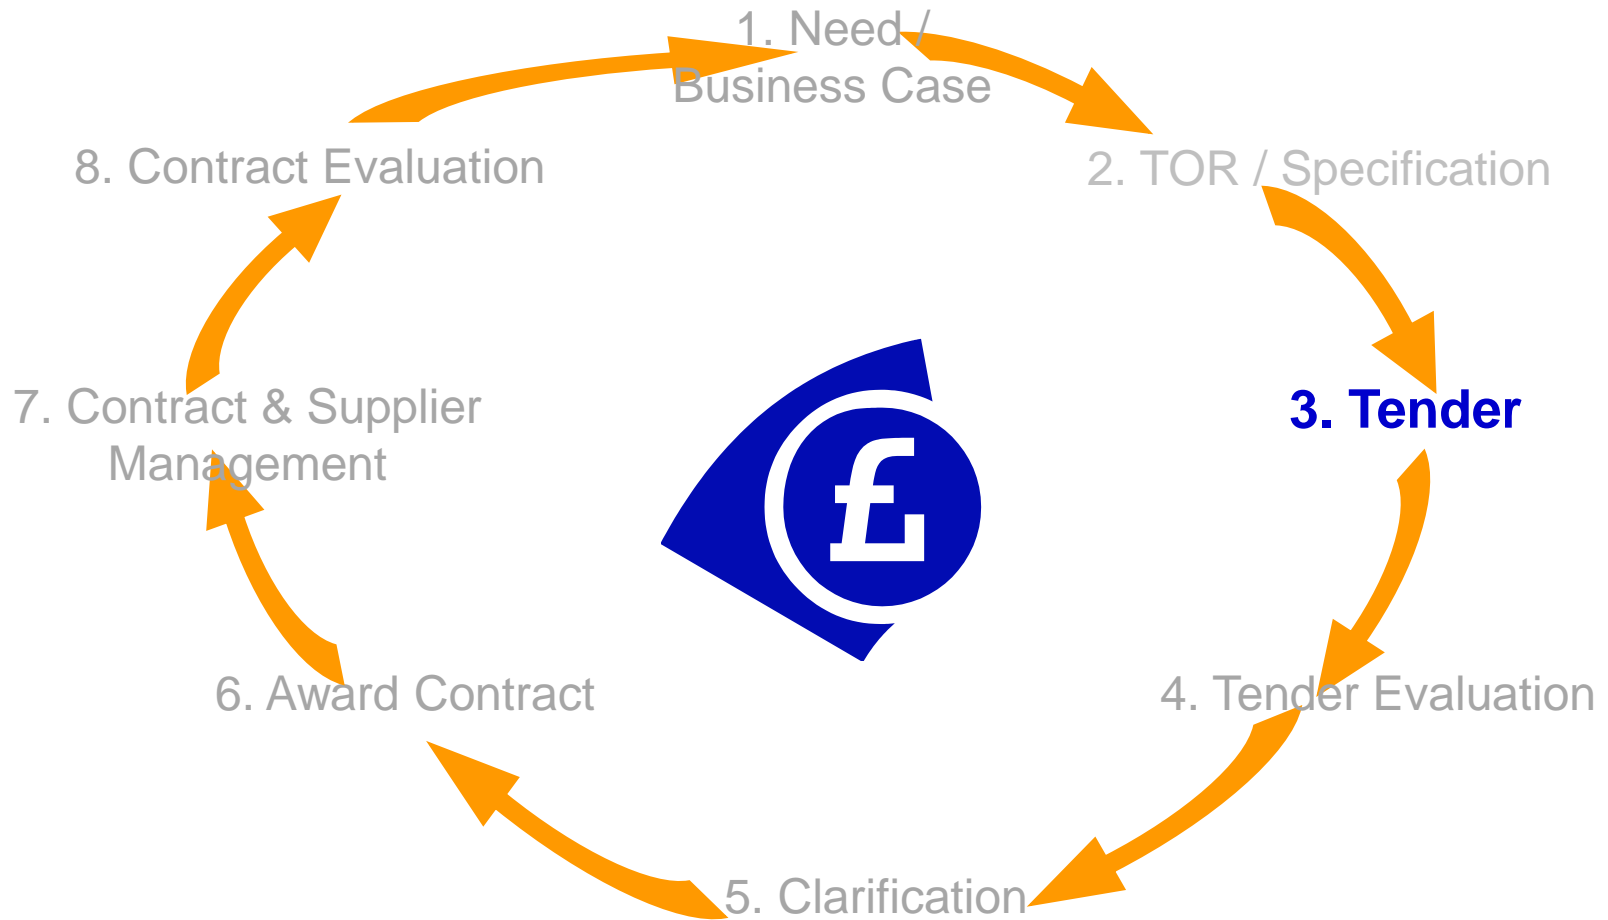 1. Need /
Business Case
2. TOR / Specification
3. Tender
4. Tender Evaluation
5. Clarification
6. Award Contract
7. Contract & Supplier
Management
8. Contract Evaluation
£